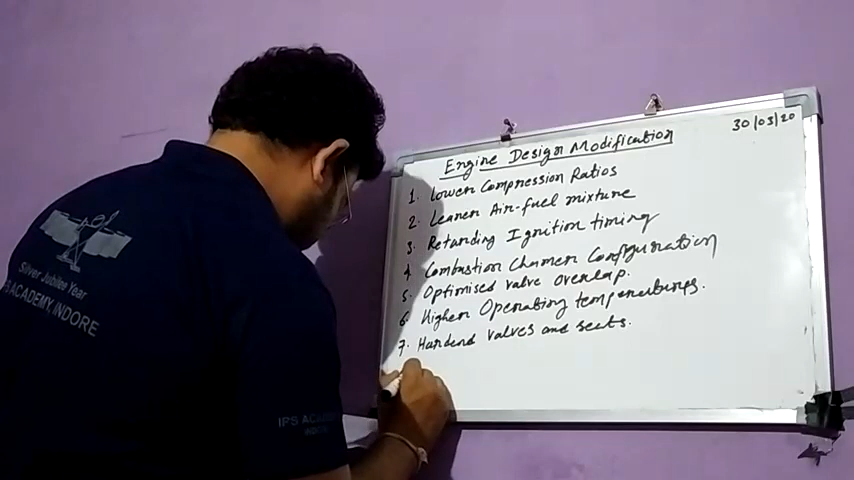 Engine Design Modification
30/03/20
1. Lower Compression Ratios
2. Leaner Air-fuel mixture
3. Retarding Ignition timing
4. Combustion Chamber Configuration
5. Optimised valve overlap.
6. Higher Operating temperatures.
7. Hardend valves and seats.
Silver Jubilee Year
PS ACADEMY, INDORE
IPS ACA